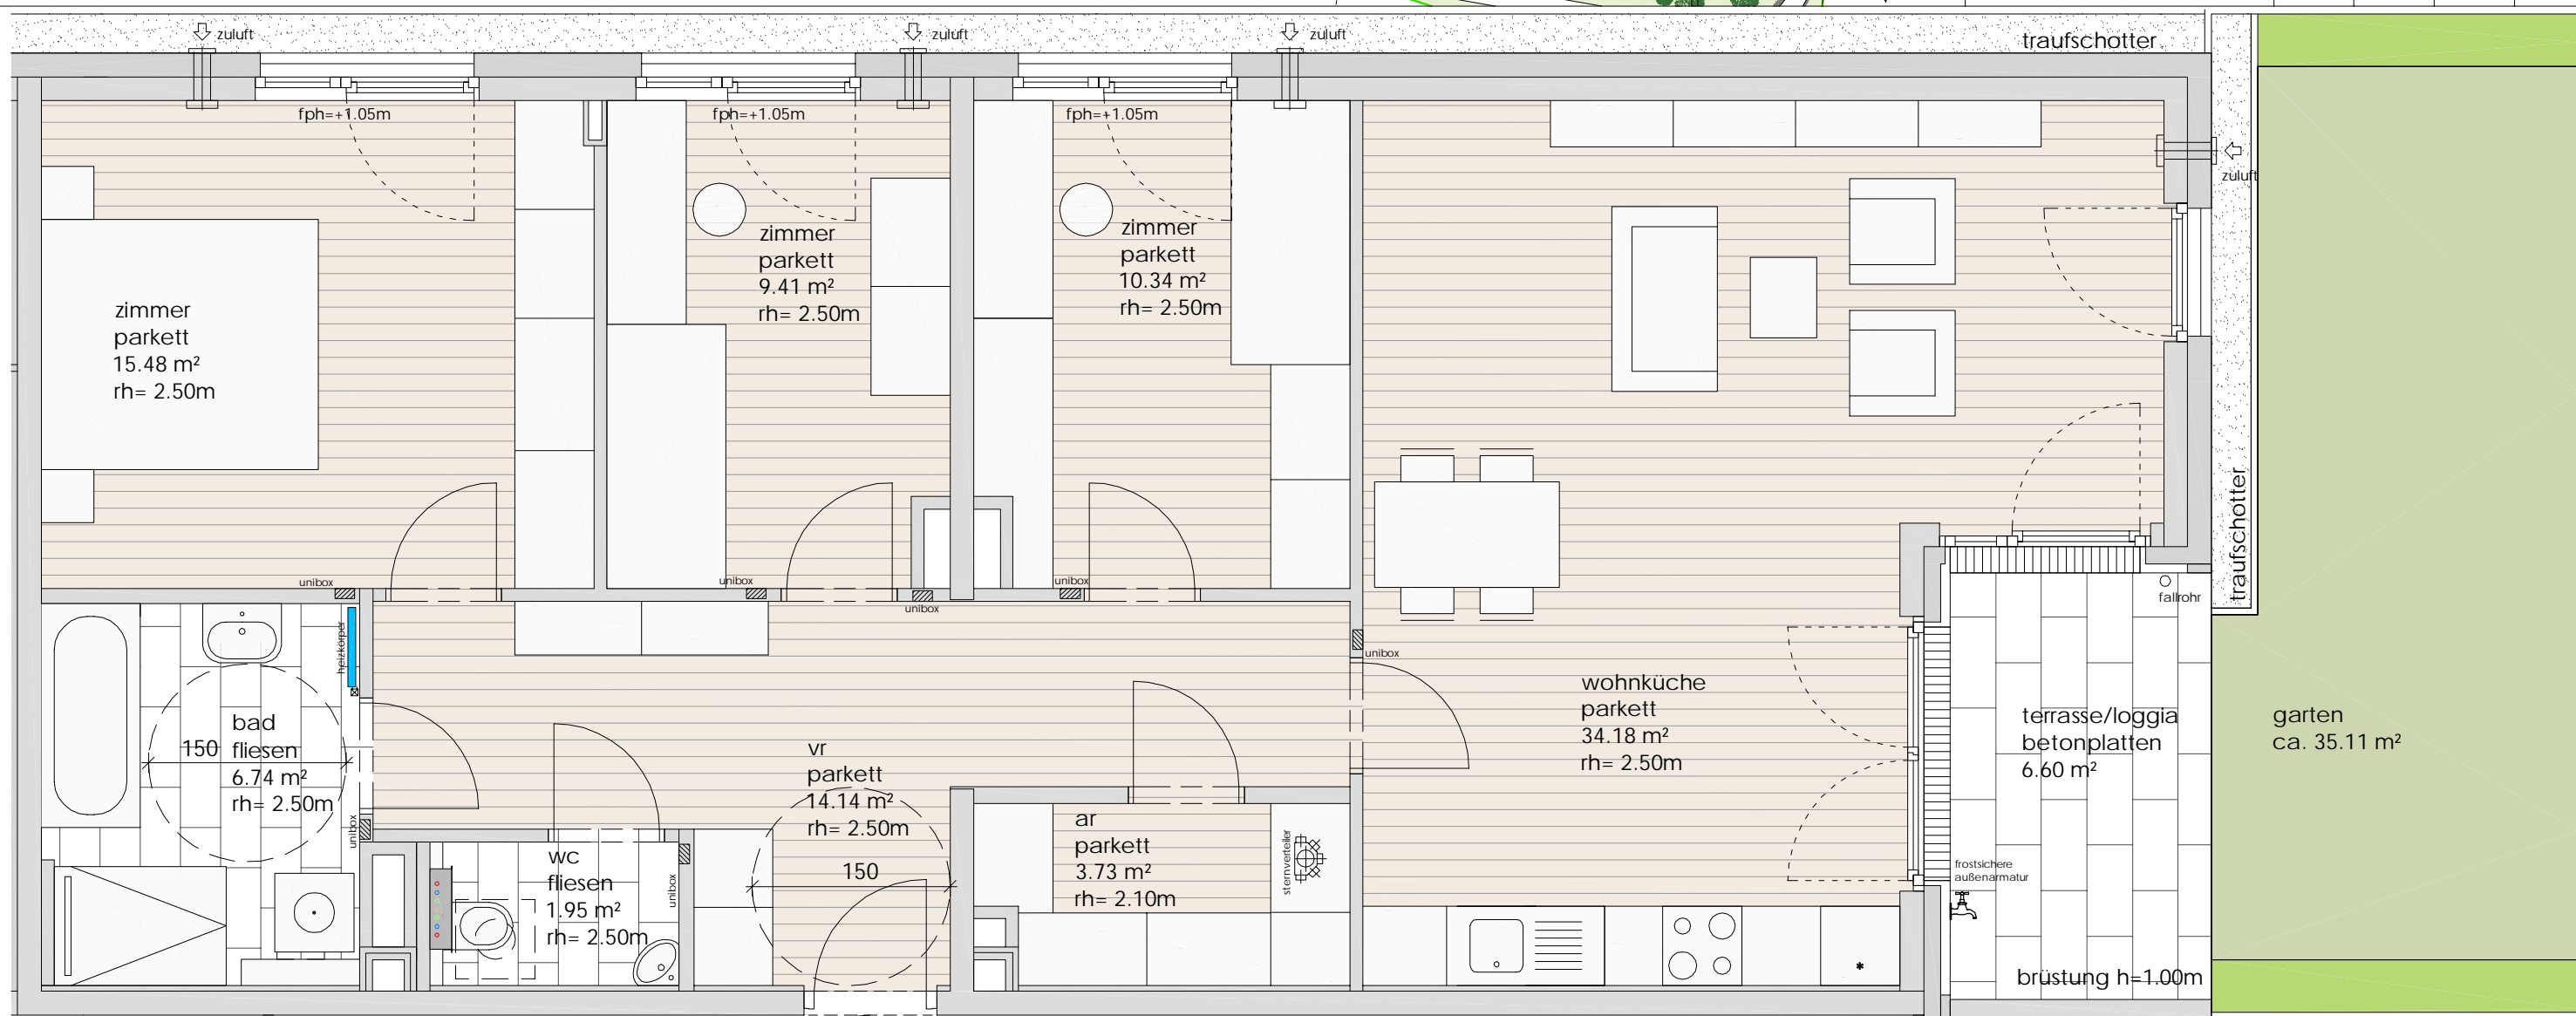 zuluft
zuluft
zuluft
traufschotter
fph=+1.05m
fph=+1.05m
fph=+1.05m
zuluft
zimmer
parkett
15.48 m²
rh= 2.50m
zimmer
parkett
9.41 m²
rh= 2.50m
zimmer
parkett
10.34 m²
rh= 2.50m
traufschotter
unibox
unibox
unibox
unibox
fallrohr
heizkörper
unibox
150
bad
fliesen
6.74 m²
rh= 2.50m
unibox
vr
parkett
14.14 m²
rh= 2.50m
150
wohnküche
parkett
34.18 m²
rh= 2.50m
terrasse/loggia
betonplatten
6.60 m²
garten
ca. 35.11 m²
wc
fliesen
1.95 m²
rh= 2.50m
unibox
ar
parkett
3.73 m²
rh= 2.10m
sternverteiler
frostsichere
außenarmatur
*
brüstung h=1.00m